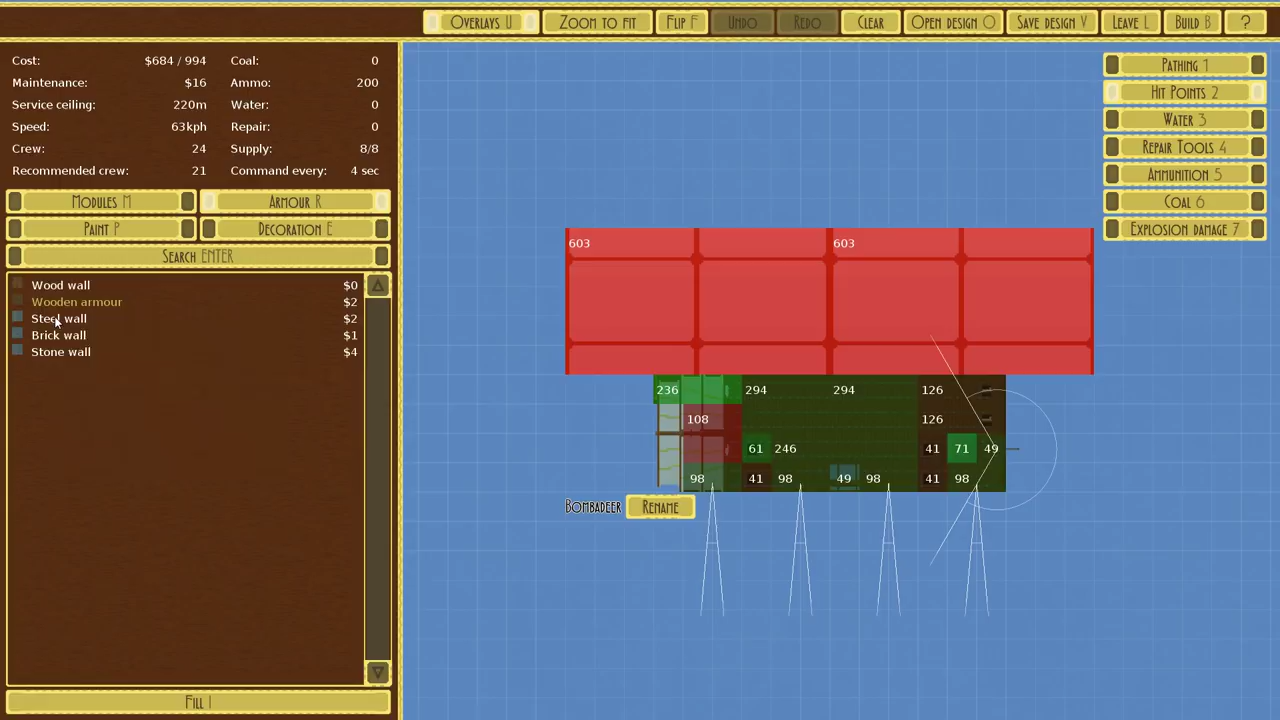 Overlays U Zoom to fit Flip F Undo Redo Clear Open design O Save design V Leave L Build B ?
Cost: $684 / 994 Coal: 0
Maintenance: $16 Ammo: 200
Service ceiling: 220m Water: 0
Speed: 63kph Repair: 0
Crew: 24 Supply: 8/8
Recommended crew: 21 Command every: 4 sec
Modules M Armour R
Paint P Decoration E
Search ENTER
Wood wall $0
Wooden armour $2
Steel wall $2
Brick wall $1
Stone wall $4
Fill I
Pathing 1
Hit Points 2
Water 3
Repair Tools 4
Ammunition 5
Coal 6
Explosion damage 7
603 603
236 294 294 126
108 126
61 246 41 71 49
98 41 98 49 98 41 98
Bombadeer Rename